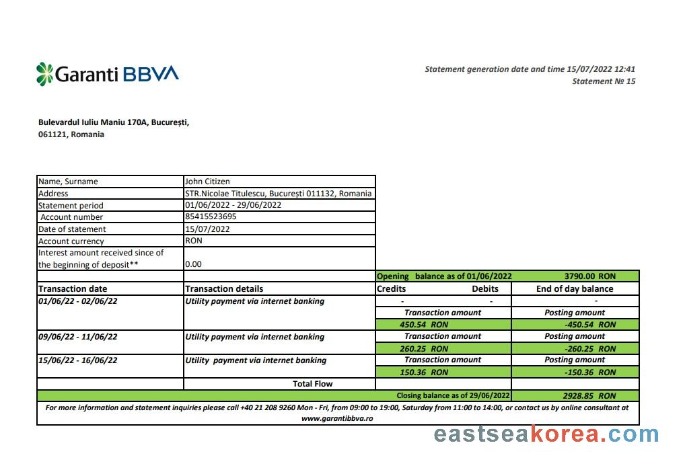 Garanti BBVA
Statement generation date and time 15/07/2022 12:41
Statement № 15
Bulevardul Iuliu Maniu 170A, Bucureşti,
061121, Romania
Name, Surname John Citizen
Address STR.Nicolae Titulescu, Bucureşti 011132, Romania
Statement period 01/06/2022 - 29/06/2022
Account number 85415523695
Date of statement 15/07/2022
Account currency RON
Interest amount received since of
the beginning of deposit** 0.00
Opening balance as of 01/06/2022 3790.00 RON
Transaction date Transaction details Credits Debits End of day balance
01/06/22 - 02/06/22 Utility payment via internet banking - - -
Transaction amount Posting amount
450.54 RON -450.54 RON
09/06/22 - 11/06/22 Utility payment via internet banking Transaction amount Posting amount
260.25 RON -260.25 RON
15/06/22 - 16/06/22 Utility payment via internet banking Transaction amount Posting amount
150.36 RON -150.36 RON
Total Flow
Closing balance as of 29/06/2022 2928.85 RON
For more information and statement inquiries please call +40 21 208 9260 Mon - Fri, from 09:00 to 19:00, Saturday from 11:00 to 14:00, or contact us by online consultant at
www.garantibbva.ro
eastseakorea.com